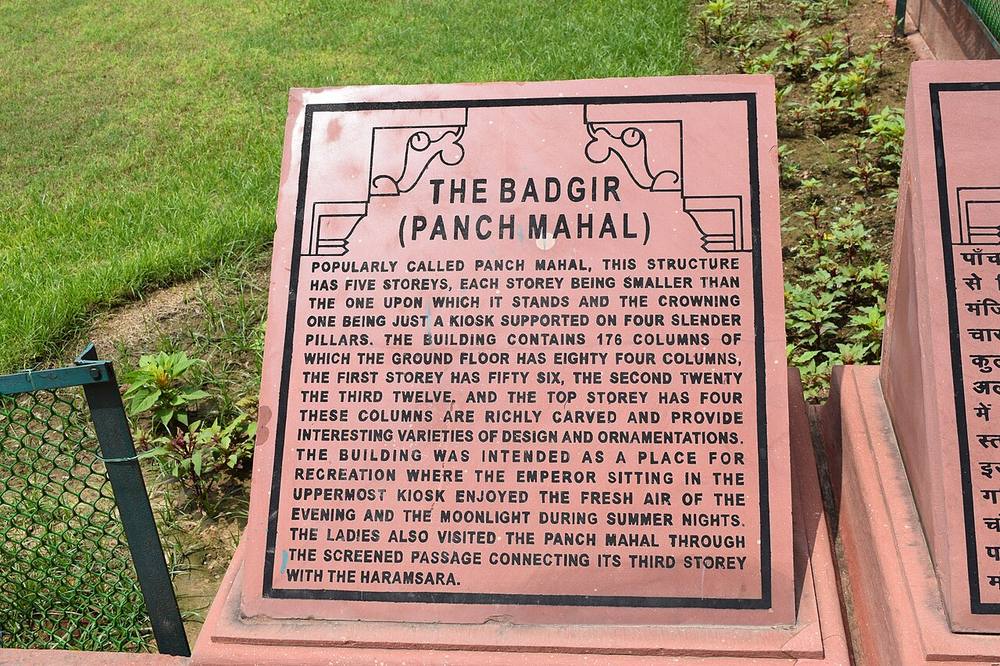 THE BADGIR
(PANCH MAHAL)
POPULARLY CALLED PANCH MAHAL, THIS STRUCTURE
HAS FIVE STOREYS, EACH STOREY BEING SMALLER THAN
THE ONE UPON WHICH IT STANDS AND THE CROWNING
ONE BEING JUST A KIOSK SUPPORTED ON FOUR SLENDER
PILLARS. THE BUILDING CONTAINS 176 COLUMNS OF
WHICH THE GROUND FLOOR HAS EIGHTY FOUR COLUMNS,
THE FIRST STOREY HAS FIFTY SIX, THE SECOND TWENTY
THE THIRD TWELVE, AND THE TOP STOREY HAS FOUR
THESE COLUMNS ARE RICHLY CARVED AND PROVIDE
INTERESTING VARIETIES OF DESIGN AND ORNAMENTATIONS.
THE BUILDING WAS INTENDED AS A PLACE FOR
RECREATION WHERE THE EMPEROR SITTING IN THE
UPPERMOST KIOSK ENJOYED THE FRESH AIR OF THE
EVENING AND THE MOONLIGHT DURING SUMMER NIGHTS.
THE LADIES ALSO VISITED THE PANCH MAHAL THROUGH
THE SCREENED PASSAGE CONNECTING ITS THIRD STOREY
WITH THE HARAMSARA.
से
में